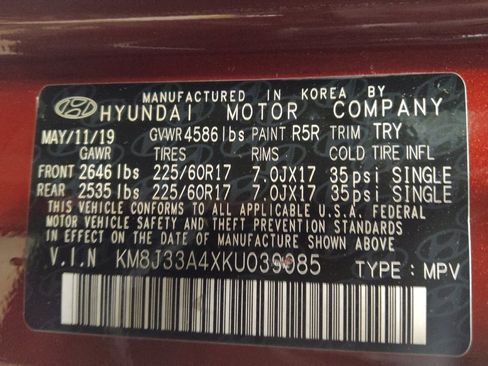 MANUFACTURED IN KOREA BY
HYUNDAI MOTOR COMPANY
MAY/11/19 GVWR 4586 lbs PAINT R5R TRIM TRY
GAWR TIRES RIMS COLD TIRE INFL
FRONT 2646 lbs 225/60R17 7.0JX17 35psi SINGLE
REAR 2535 lbs 225/60R17 7.0JX17 35psi SINGLE
THIS VEHICLE CONFORMS TO ALL APPLICABLE U.S.A. FEDERAL
MOTOR VEHICLE SAFETY, BUMPER, AND THEFT PREVENTION
STANDARDS IN EFFECT ON THE DATE OF MANUFACTURE SHOWN ABOVE.
V.I.N KM8J33A4XKU039085 TYPE : MPV